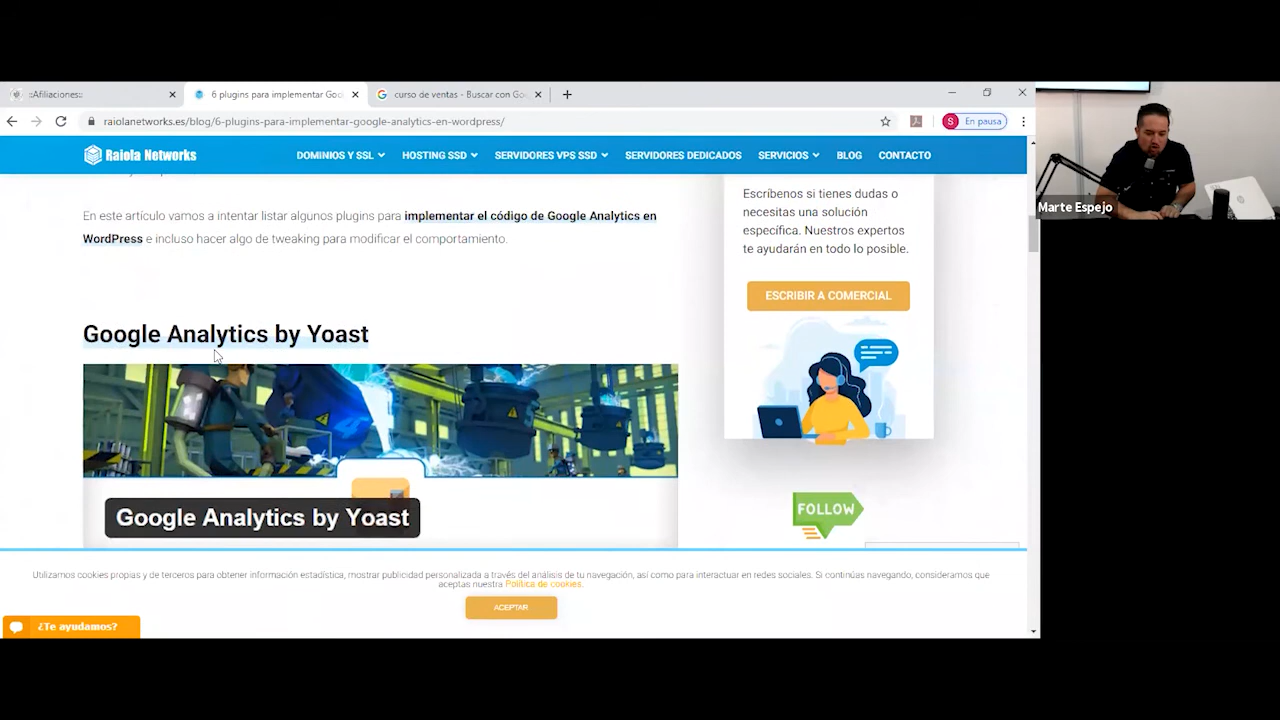 ::Afiliaciones::
6 plugins para implementar Goo
curso de ventas - Buscar con Goo
raiolanetworks.es/blog/6-plugins-para-implementar-google-analytics-en-wordpress/
S
En pausa
Raiola Networks
DOMINIOS Y SSL
HOSTING SSD
SERVIDORES VPS SSD
SERVIDORES DEDICADOS
SERVICIOS
BLOG
CONTACTO
En este artículo vamos a intentar listar algunos plugins para implementar el código de Google Analytics en
WordPress e incluso hacer algo de tweaking para modificar el comportamiento.
Google Analytics by Yoast
Google Analytics by Yoast
Escríbenos si tienes dudas o
necesitas una solución
específica. Nuestros expertos
te ayudarán en todo lo posible.
ESCRIBIR A COMERCIAL
FOLLOW
Marte Espejo
Utilizamos cookies propias y de terceros para obtener información estadística, mostrar publicidad personalizada a través del análisis de tu navegación, así como para interactuar en redes sociales. Si continúas navegando, consideramos que
aceptas nuestra Política de cookies.
ACEPTAR
¿Te ayudamos?